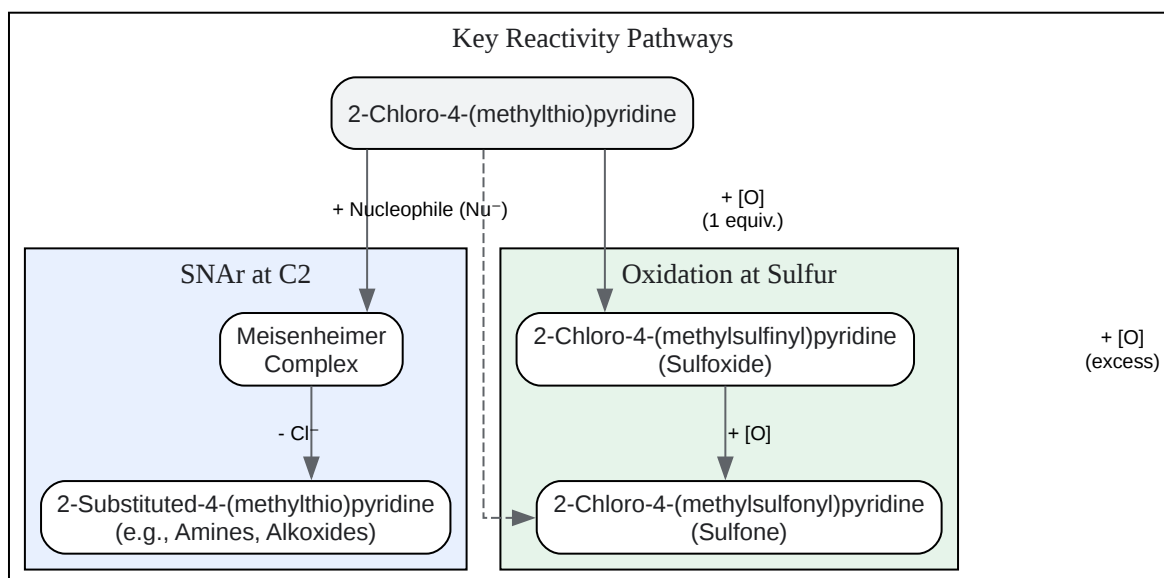 Key Reactivity Pathways
2-Chloro-4-(methylthio)pyridine
+ Nucleophile (Nu⁻)
+ [O]
(1 equiv.)
SNAr at C2
Oxidation at Sulfur
Meisenheimer
Complex
2-Chloro-4-(methylsulfinyl)pyridine
(Sulfoxide)
+ [O]
(excess)
- Cl⁻
+ [O]
2-Substituted-4-(methylthio)pyridine
(e.g., Amines, Alkoxides)
2-Chloro-4-(methylsulfonyl)pyridine
(Sulfone)